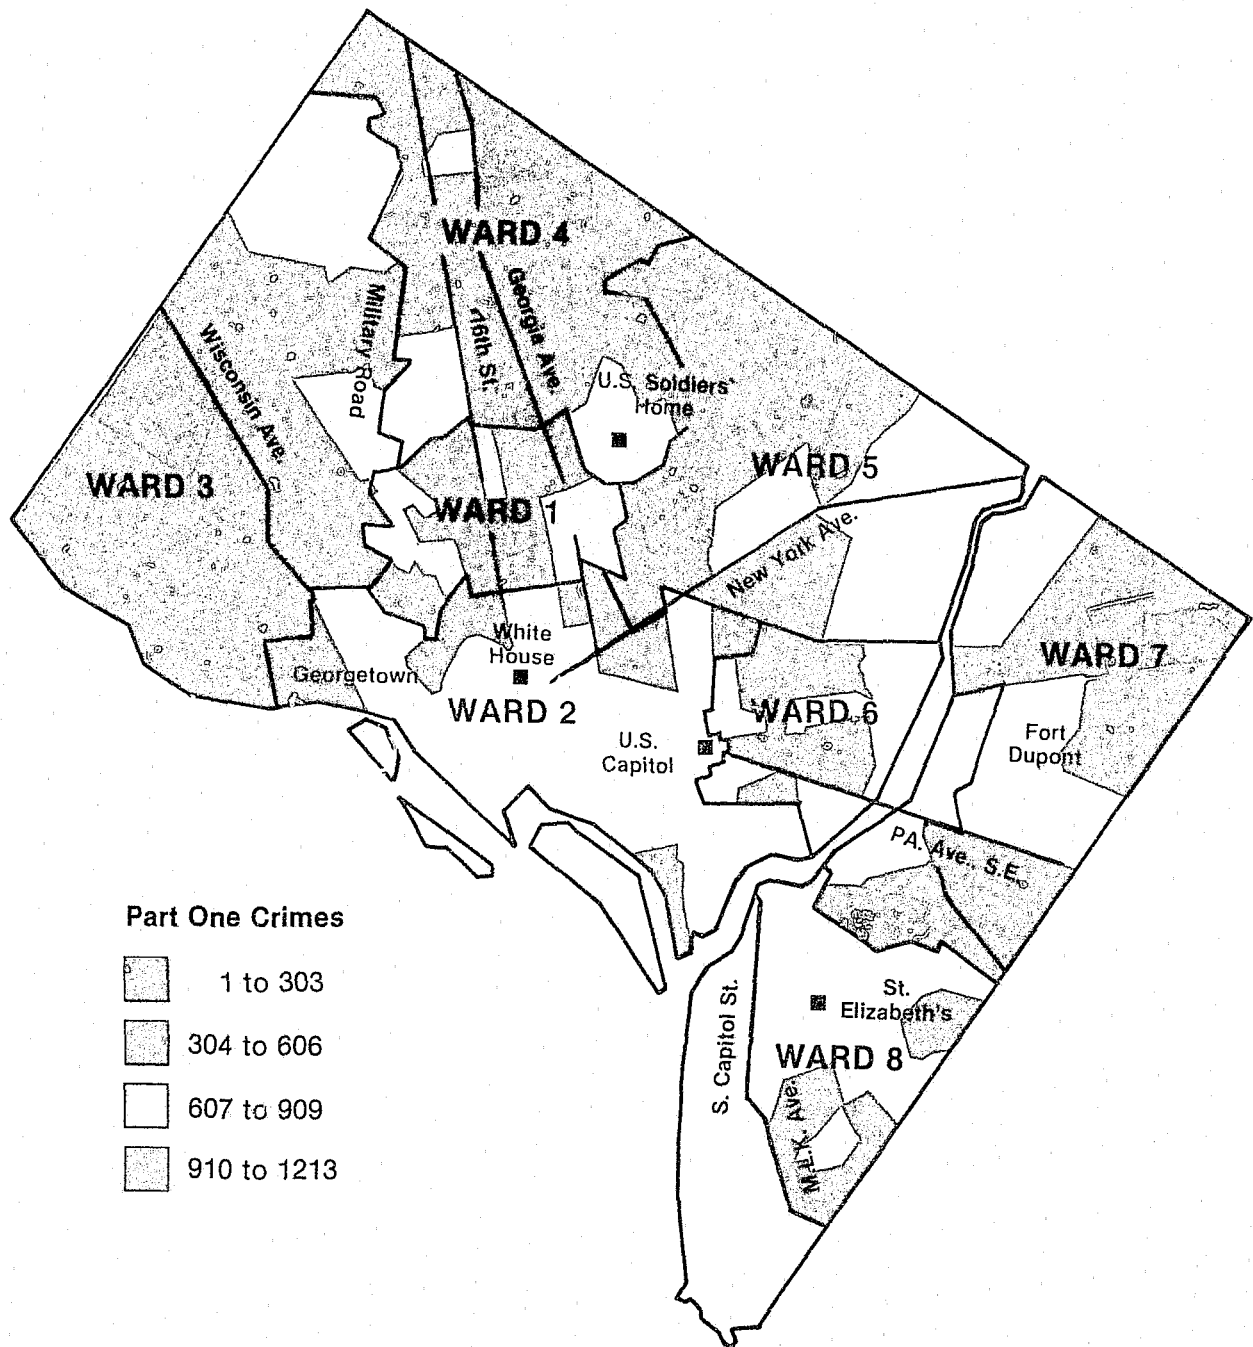 WARD 4
Military Road
Wisconsin Ave.
16th St.
Georgia Ave.
U.S. Soldiers'
Home
WARD 3
WARD 5
WARD 1
New York Ave.
White
House
Georgetown
WARD 2
WARD 7
WARD 6
U.S.
Capitol
Fort
Dupont
PA. Ave., S.E.
Part One Crimes
1 to 303
304 to 606
607 to 909
910 to 1213
S. Capitol St.
St.
Elizabeth's
WARD 8
M.L.K. Ave.